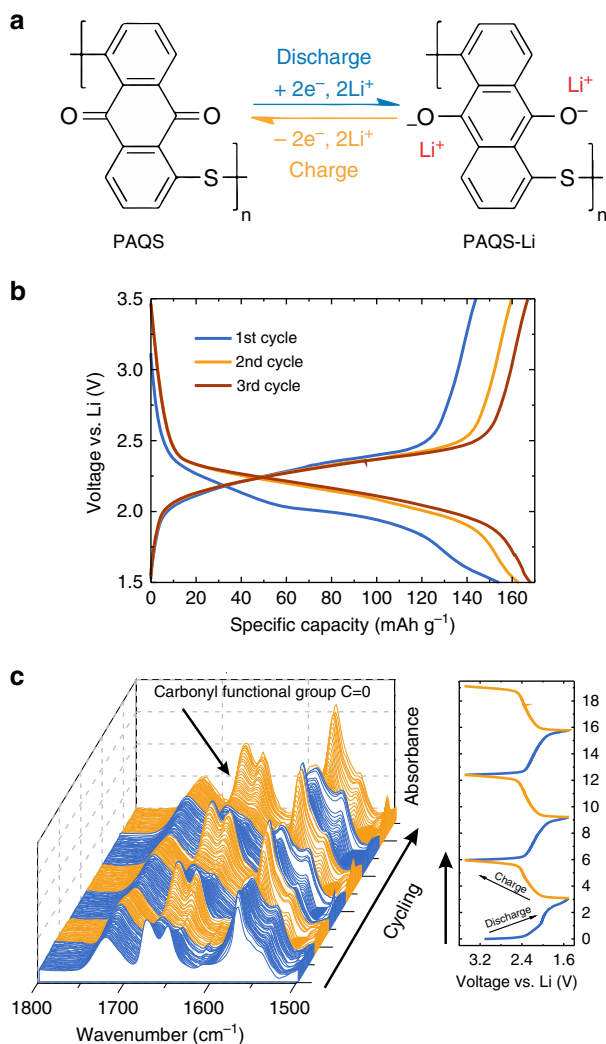 a
Discharge
+ 2e⁻, 2Li⁺
− 2e⁻, 2Li⁺
Charge
O
O
S
n
PAQS
Li⁺
O⁻
⁻O
Li⁺
S
n
PAQS-Li
b
3.5
3.0
2.5
2.0
1.5
Voltage vs. Li (V)
1st cycle
2nd cycle
3rd cycle
0 20 40 60 80 100 120 140 160
Specific capacity (mAh g⁻¹)
c
Carbonyl functional group C=0
Absorbance
Cycling
1800 1700 1600 1500
Wavenumber (cm⁻¹)
18
16
14
12
10
8
6
4
2
0
Charge
Discharge
3.2 2.4 1.6
Voltage vs. Li (V)